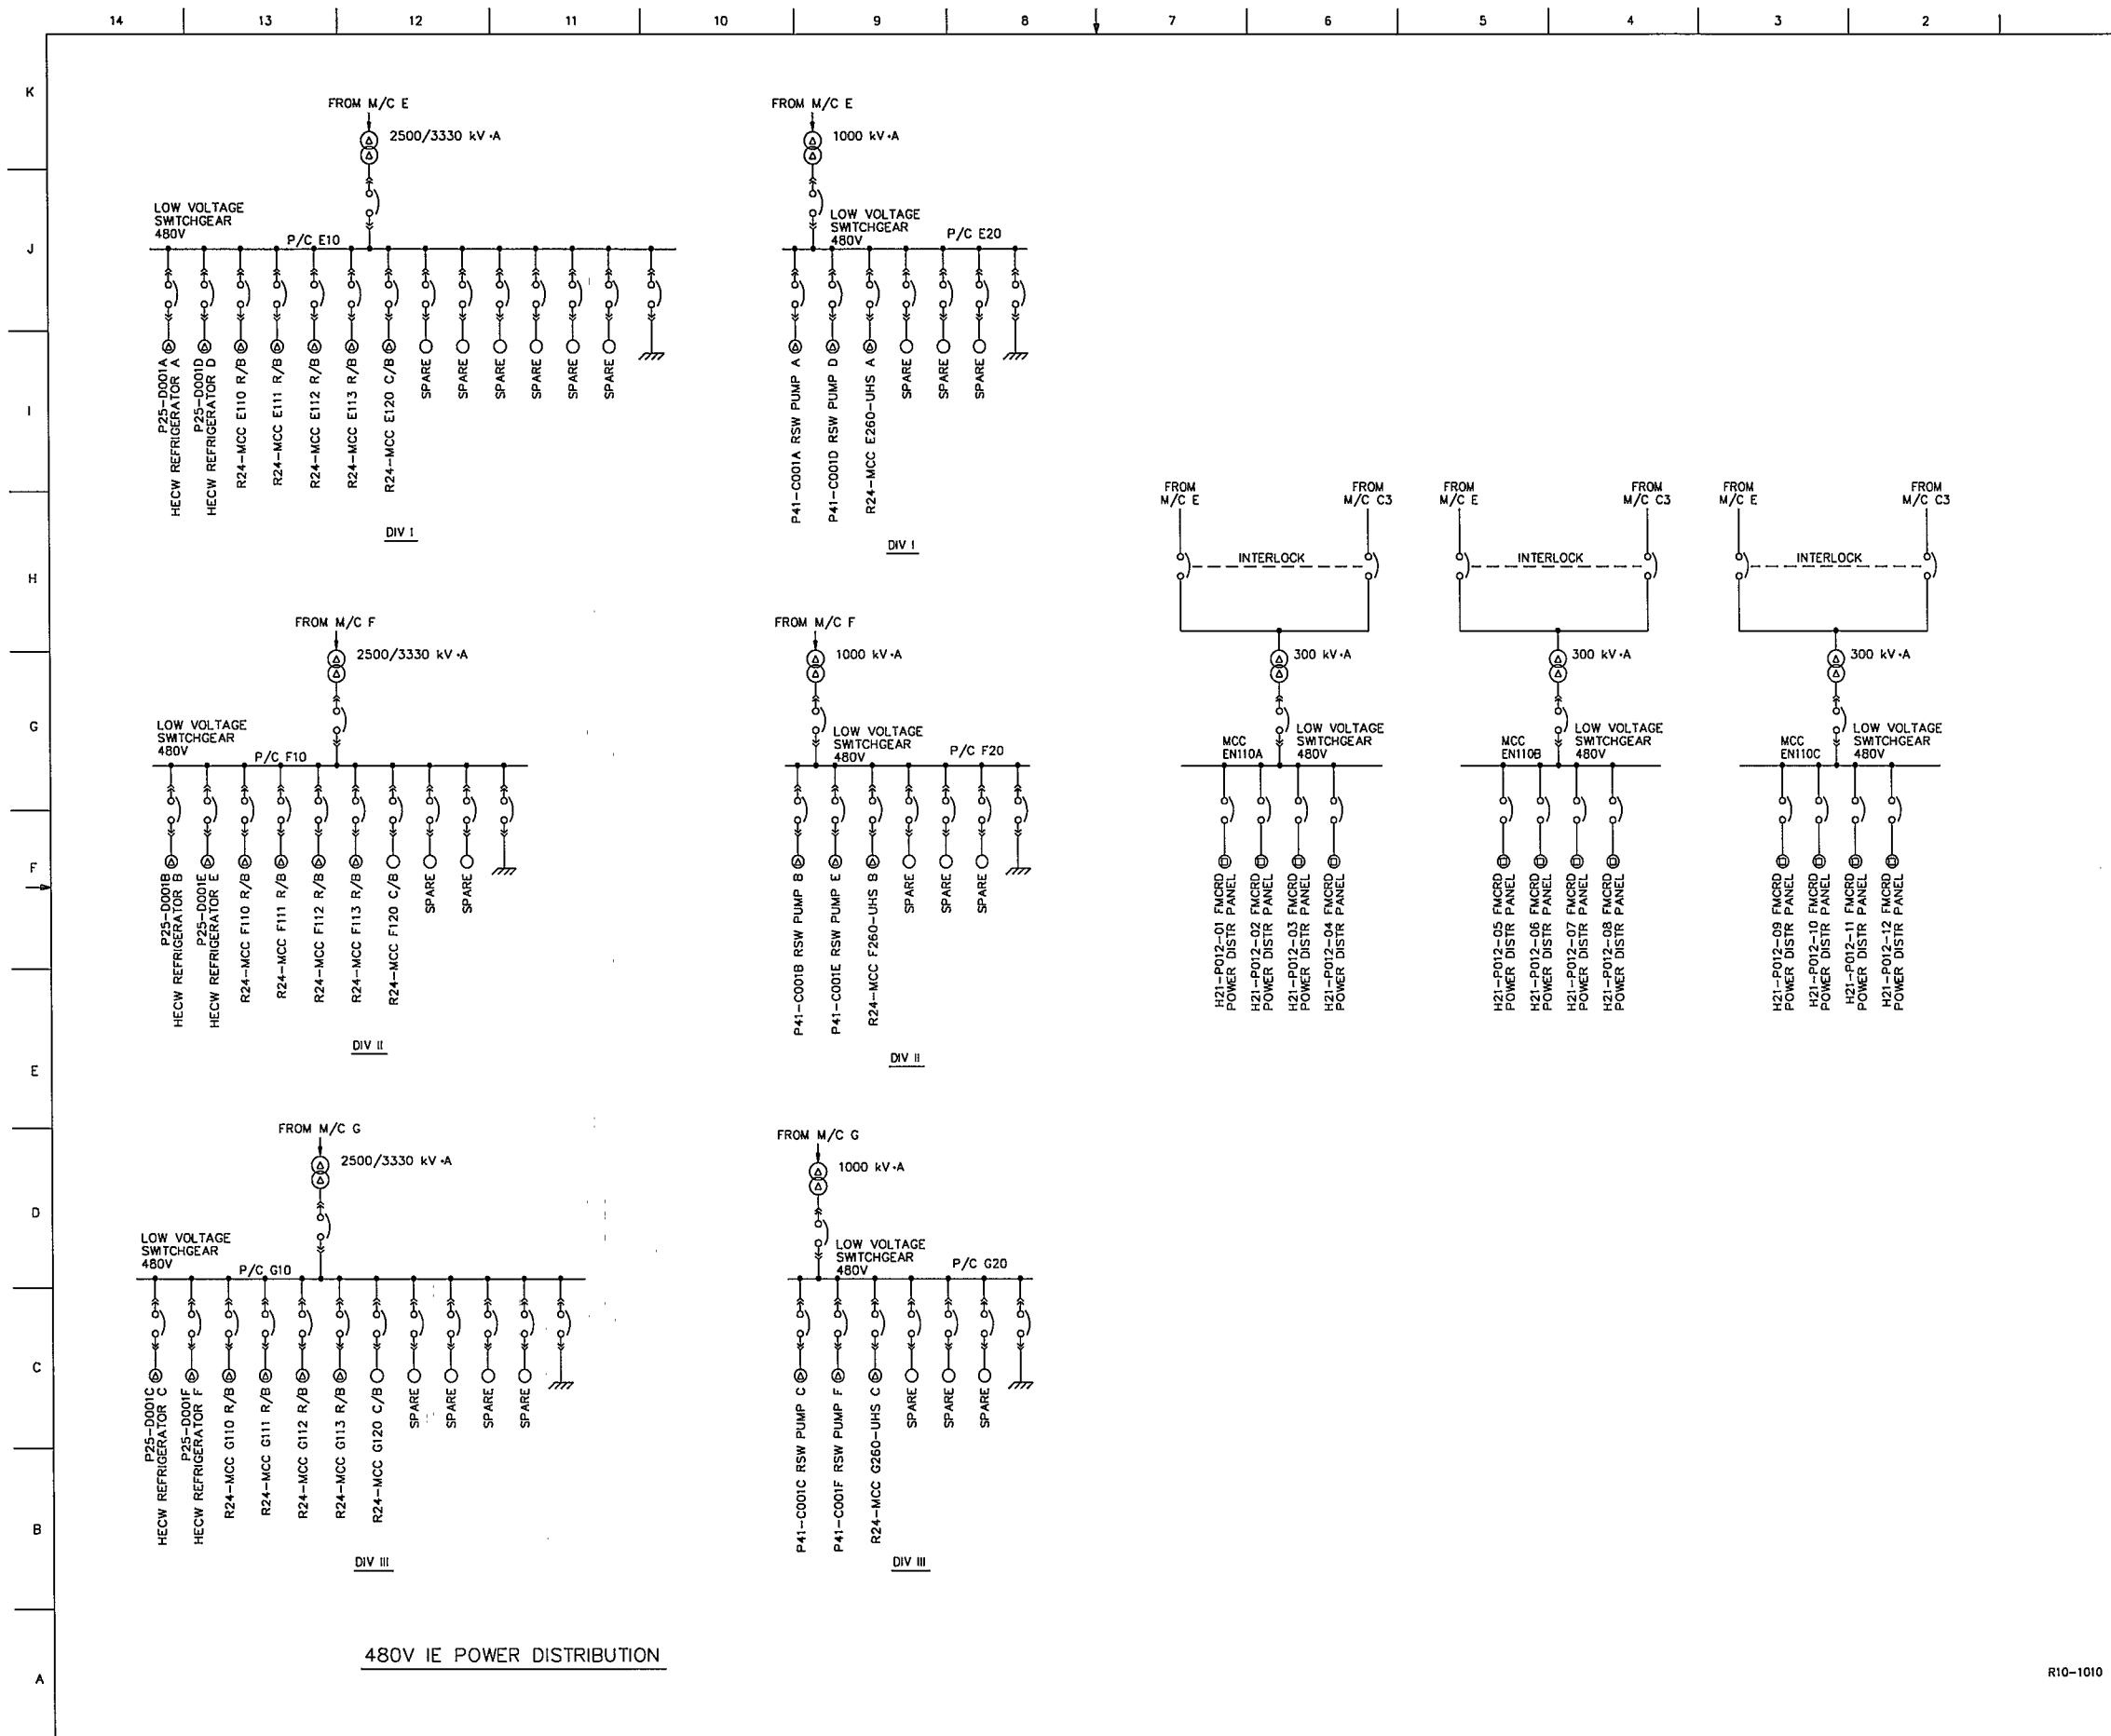 14 13 12 11 10 9 8 7 6 5 4 3 2
K
J
I
H
G
F
E
D
C
B
A
FROM M/C E
2500/3330 kV·A
LOW VOLTAGE
SWITCHGEAR
480V
P/C E10
P25-D001A
HECW REFRIGERATOR A
P25-D001D
HECW REFRIGERATOR D
R24-MCC E110 R/B
R24-MCC E111 R/B
R24-MCC E112 R/B
R24-MCC E113 R/B
R24-MCC E120 C/B
SPARE
SPARE
SPARE
SPARE
SPARE
SPARE
DIV I
FROM M/C E
1000 kV·A
LOW VOLTAGE
SWITCHGEAR
480V
P/C E20
P41-C001A RSW PUMP A
P41-C001D RSW PUMP D
R24-MCC E260-UHS A
SPARE
SPARE
SPARE
DIV I
FROM M/C F
2500/3330 kV·A
LOW VOLTAGE
SWITCHGEAR
480V
P/C F10
P25-D001B
HECW REFRIGERATOR B
P25-D001E
HECW REFRIGERATOR E
R24-MCC F110 R/B
R24-MCC F111 R/B
R24-MCC F112 R/B
R24-MCC F113 R/B
R24-MCC F120 C/B
SPARE
SPARE
DIV II
FROM M/C F
1000 kV·A
LOW VOLTAGE
SWITCHGEAR
480V
P/C F20
P41-C001B RSW PUMP B
P41-C001E RSW PUMP E
R24-MCC F260-UHS B
SPARE
SPARE
SPARE
DIV II
FROM M/C G
2500/3330 kV·A
LOW VOLTAGE
SWITCHGEAR
480V
P/C G10
P25-D001C
HECW REFRIGERATOR C
P25-D001F
HECW REFRIGERATOR F
R24-MCC G110 R/B
R24-MCC G111 R/B
R24-MCC G112 R/B
R24-MCC G113 R/B
R24-MCC G120 C/B
SPARE
SPARE
SPARE
SPARE
DIV III
FROM M/C G
1000 kV·A
LOW VOLTAGE
SWITCHGEAR
480V
P/C G20
P41-C001C RSW PUMP C
P41-C001F RSW PUMP F
R24-MCC G260-UHS C
SPARE
SPARE
SPARE
DIV III
FROM
M/C E
FROM
M/C C3
INTERLOCK
300 kV·A
MCC
EN110A
LOW VOLTAGE
SWITCHGEAR
480V
H21-P012-01 FMCRD
POWER DISTR PANEL
H21-P012-02 FMCRD
POWER DISTR PANEL
H21-P012-03 FMCRD
POWER DISTR PANEL
H21-P012-04 FMCRD
POWER DISTR PANEL
FROM
M/C E
FROM
M/C C3
INTERLOCK
300 kV·A
MCC
EN110B
LOW VOLTAGE
SWITCHGEAR
480V
H21-P012-05 FMCRD
POWER DISTR PANEL
H21-P012-06 FMCRD
POWER DISTR PANEL
H21-P012-07 FMCRD
POWER DISTR PANEL
H21-P012-08 FMCRD
POWER DISTR PANEL
FROM
M/C E
FROM
M/C C3
INTERLOCK
300 kV·A
MCC
EN110C
LOW VOLTAGE
SWITCHGEAR
480V
H21-P012-09 FMCRD
POWER DISTR PANEL
H21-P012-10 FMCRD
POWER DISTR PANEL
H21-P012-11 FMCRD
POWER DISTR PANEL
H21-P012-12 FMCRD
POWER DISTR PANEL
480V IE POWER DISTRIBUTION
R10-1010